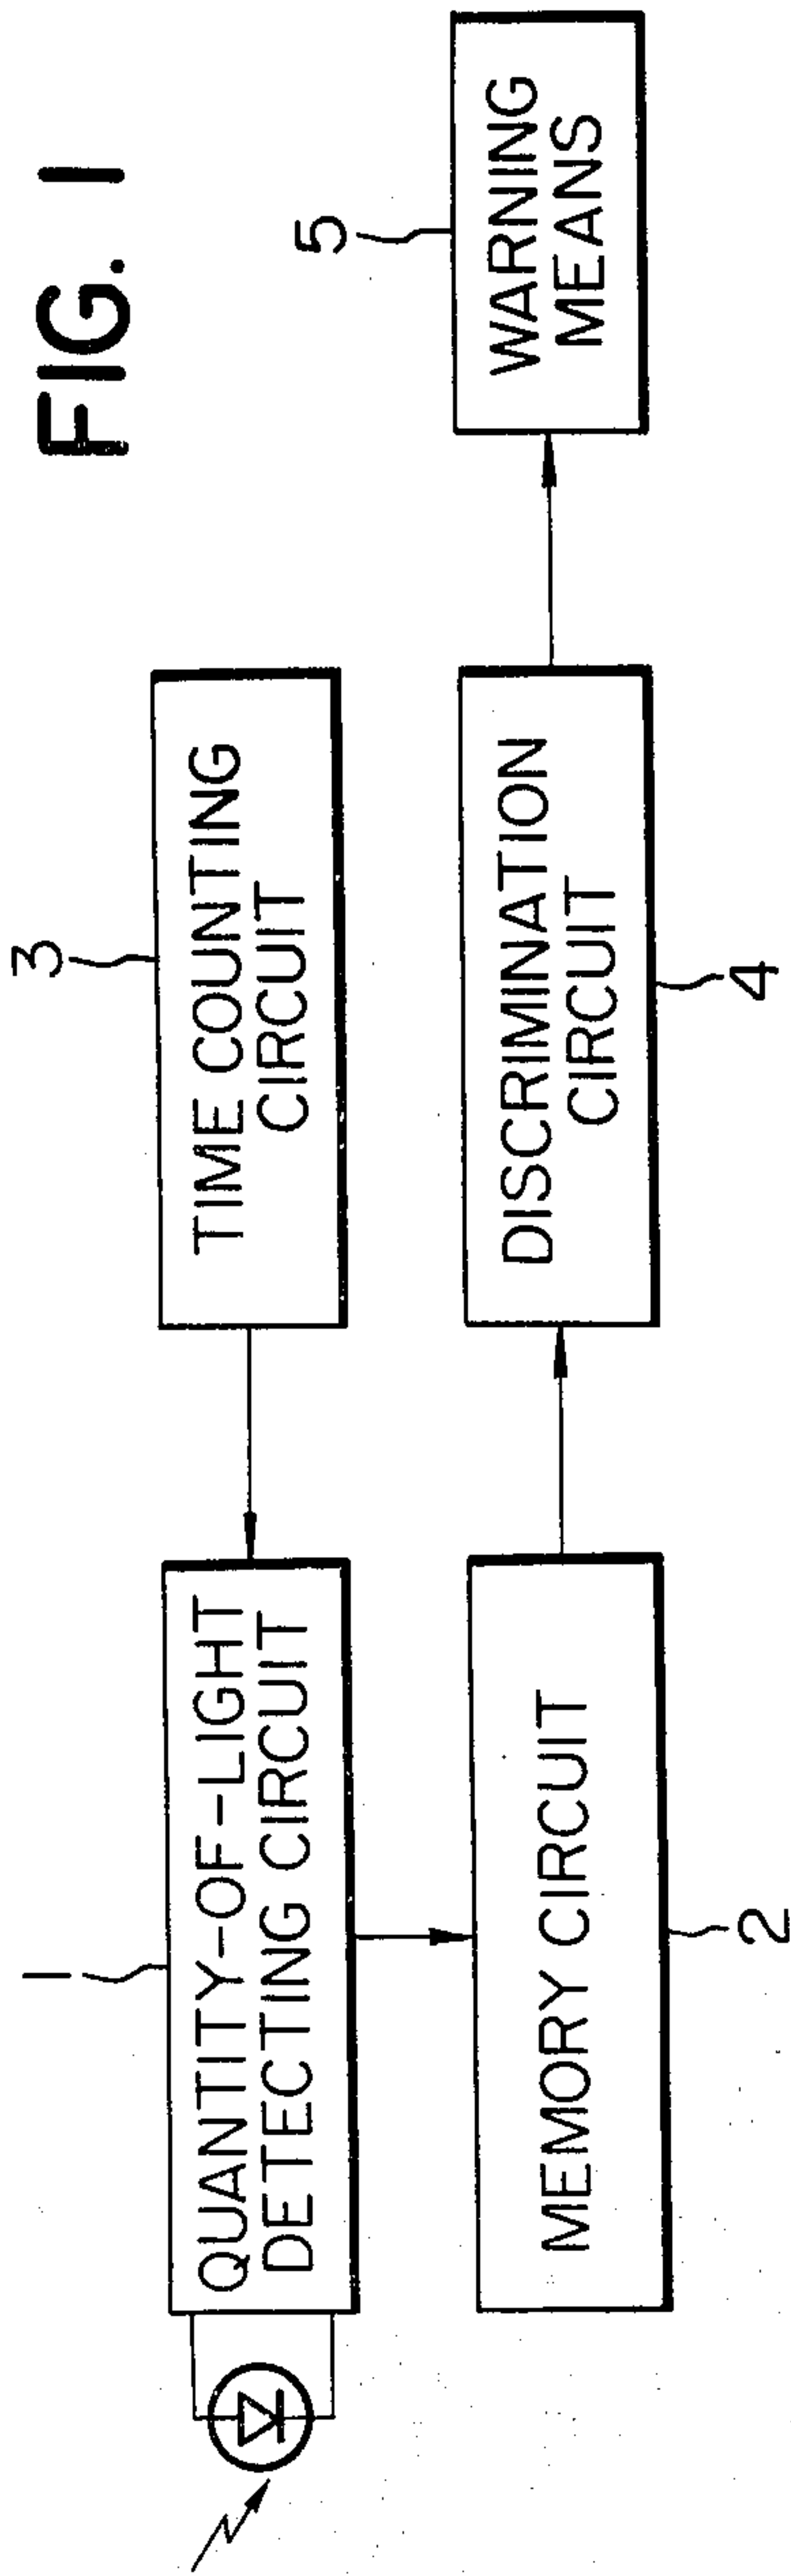 FIG. 1
1
QUANTITY-OF-LIGHT
DETECTING CIRCUIT
3
TIME COUNTING
CIRCUIT
MEMORY CIRCUIT
2
DISCRIMINATION
CIRCUIT
4
5
WARNING
MEANS